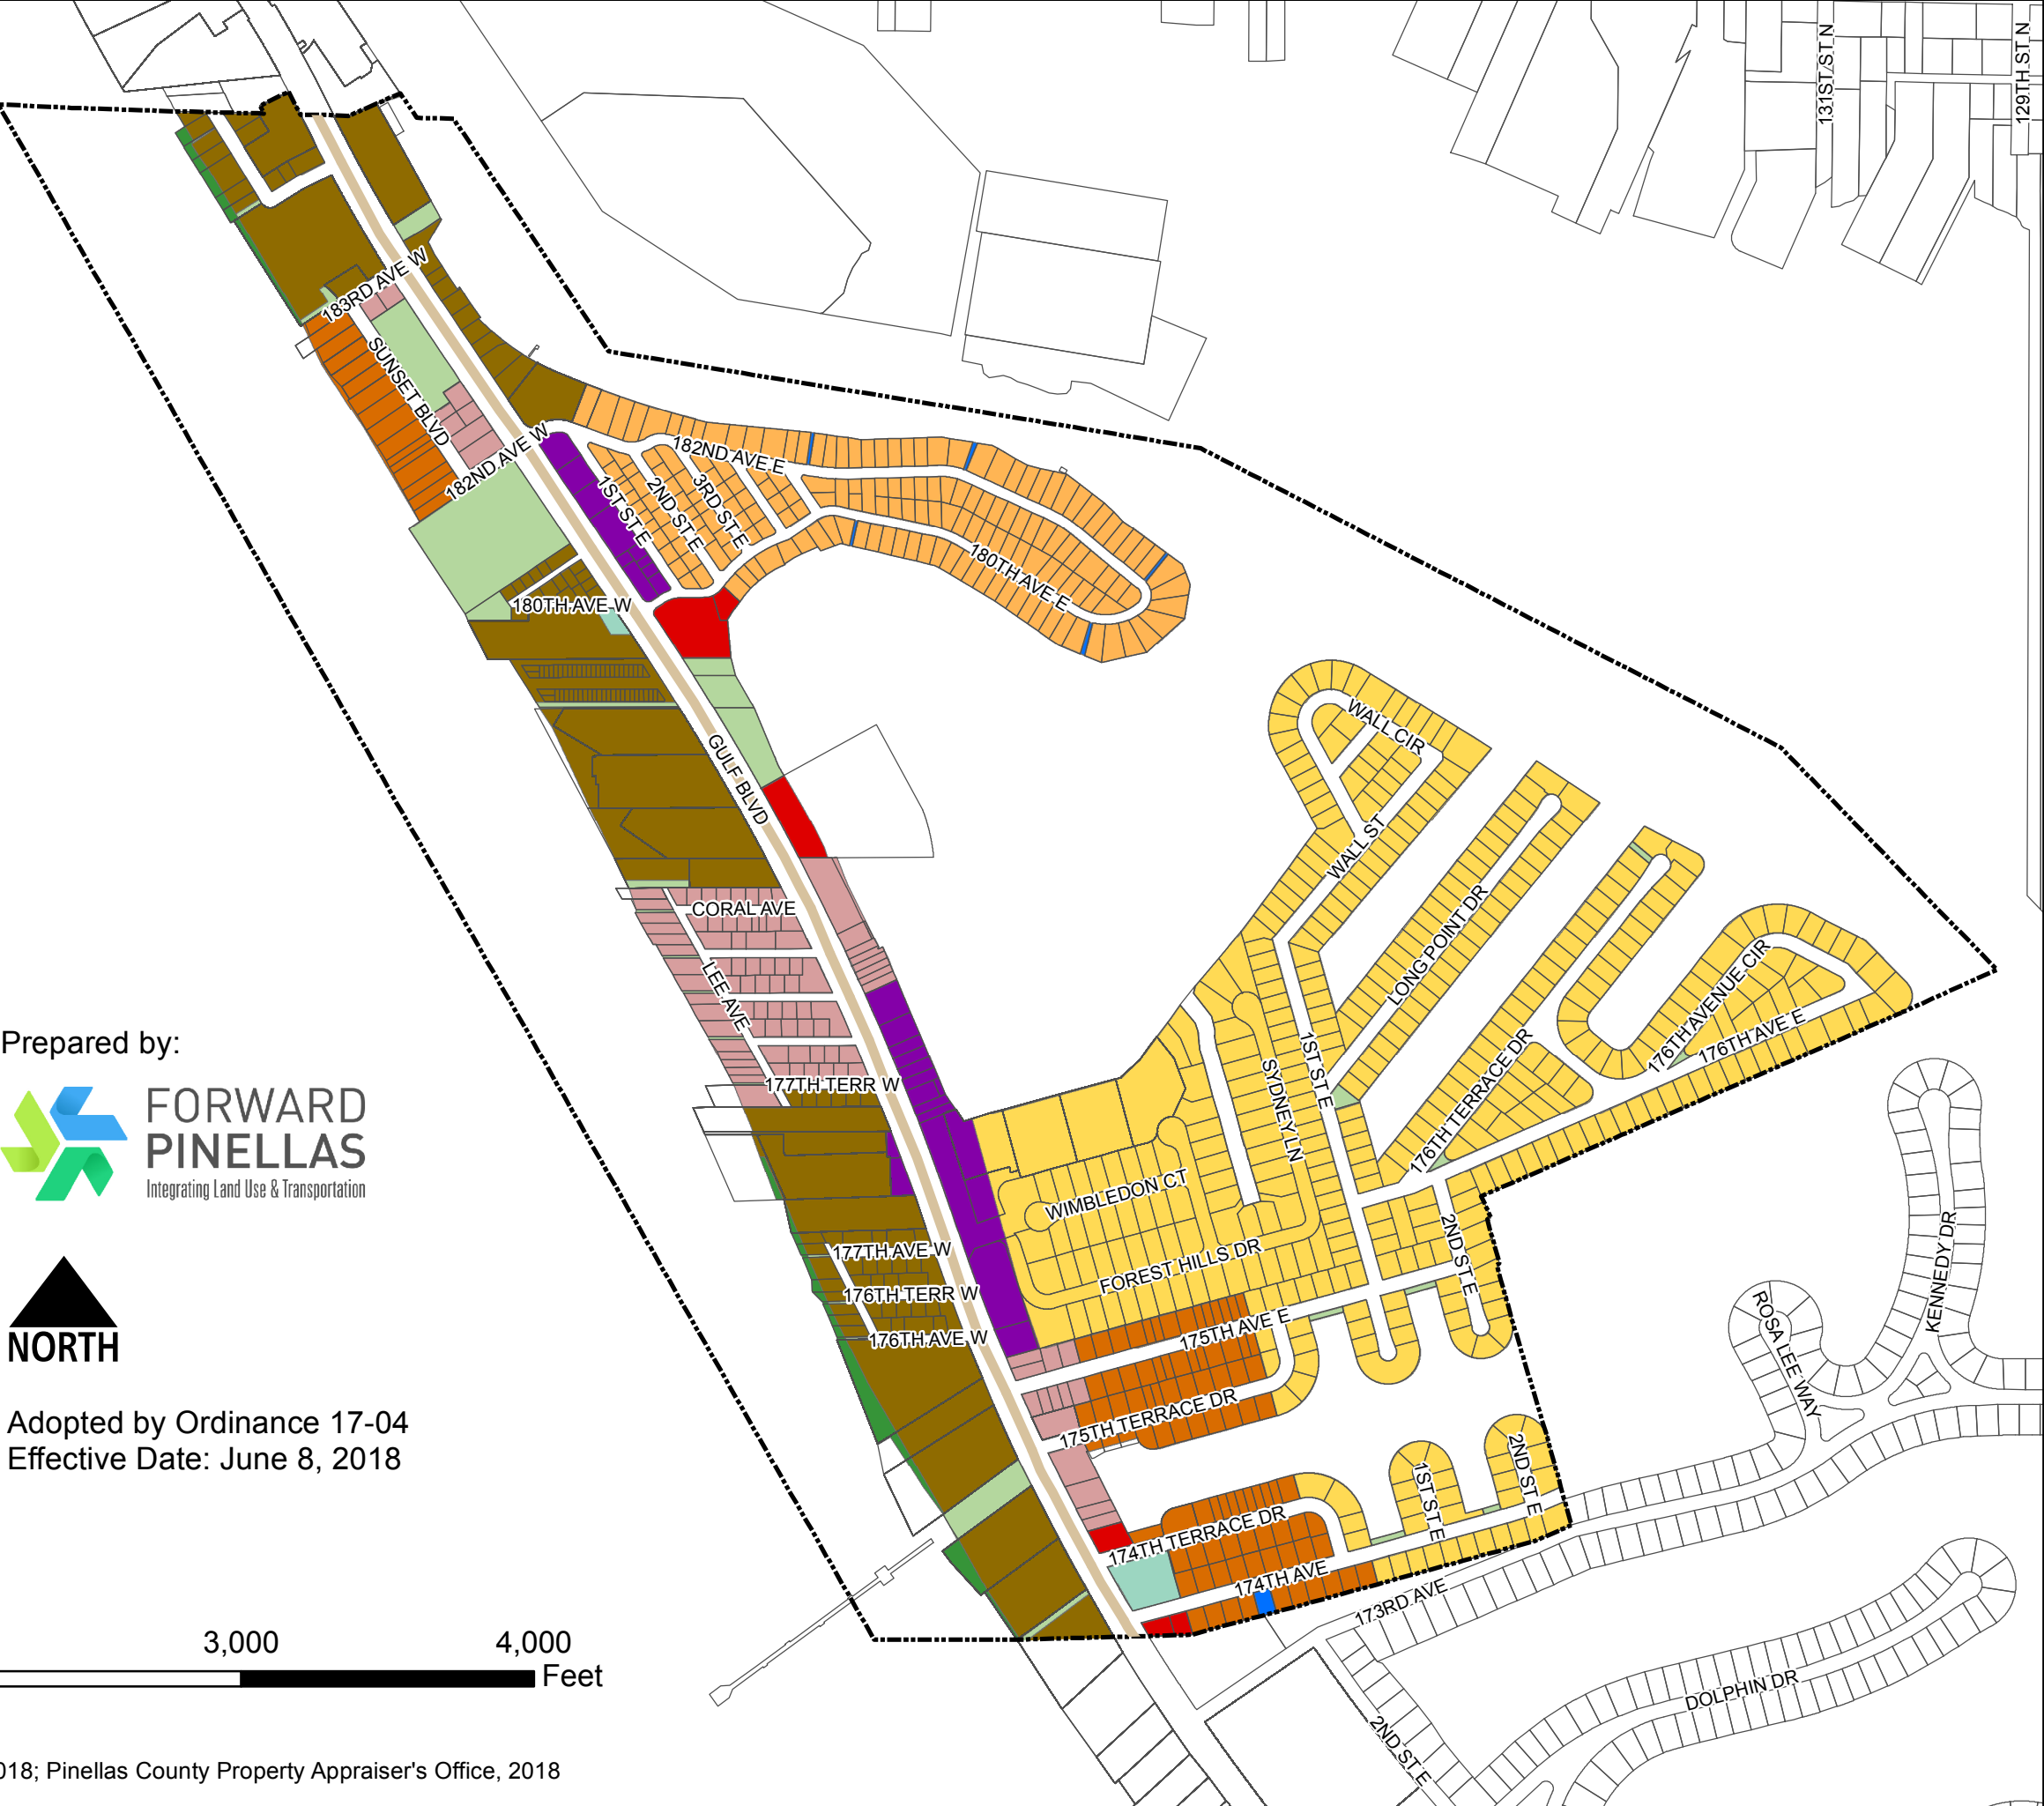 131ST ST N
129TH ST N
183RD AVE W
SUNSET BLVD
182ND AVE W
182ND AVE E
1ST ST E
2ND ST E
3RD ST E
180TH AVE E
180TH AVE W
GULF BLVD
WALL CIR
WALL ST
CORAL AVE
LEE AVE
LONG POINT DR
176TH AVENUE CIR
176TH AVE E
176TH TERRACE DR
1ST ST E
SYDNEY LN
177TH TERR W
WIMBLEDON CT
FOREST HILLS DR
2ND ST E
177TH AVE W
176TH TERR W
176TH AVE W
175TH AVE E
175TH TERRACE DR
KENNEDY DR
ROSA LEE WAY
1ST ST E
2ND ST E
174TH TERRACE DR
174TH AVE
173RD AVE
DOLPHIN DR
2ND ST E
Prepared by:
FORWARD
PINELLAS
Integrating Land Use & Transportation
NORTH
Adopted by Ordinance 17-04
Effective Date: June 8, 2018
3,000 4,000
Feet
018; Pinellas County Property Appraiser's Office, 2018